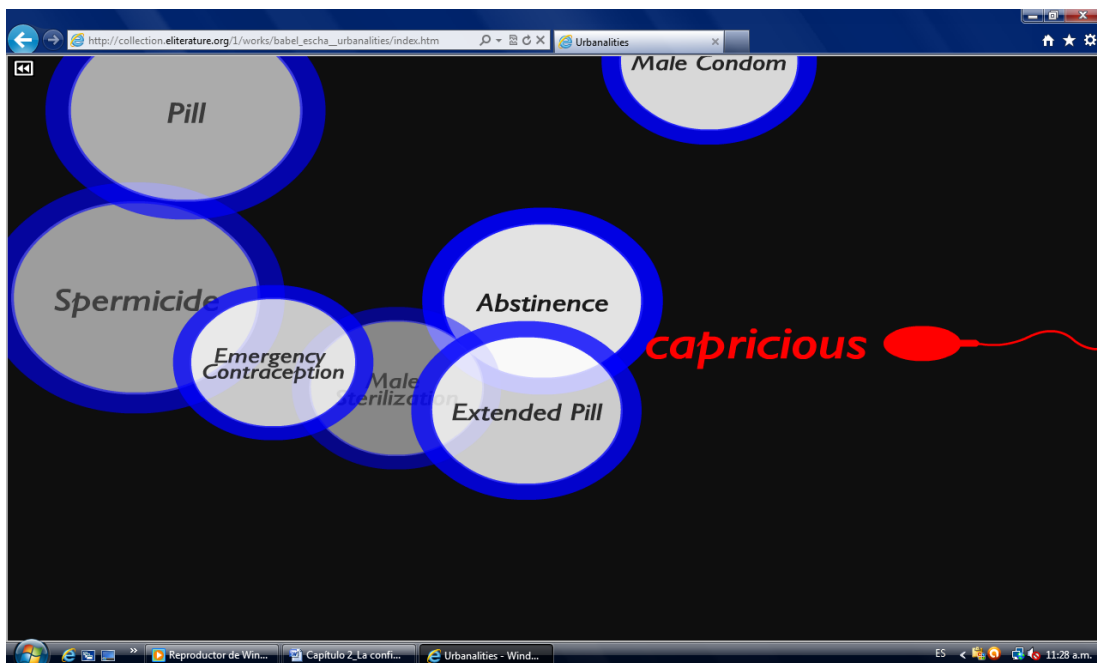 http://collection.eliterature.org/1/works/babel_escha__urbanalities/index.htm
Urbanalities
Male Condom
Pill
Spermicide
Abstinence
capricious
Emergency
Contraception
Male
Sterilization
Extended Pill
Reproductor de Win...
Capítulo 2_La confi...
Urbanalities - Wind...
ES
11:28 a.m.